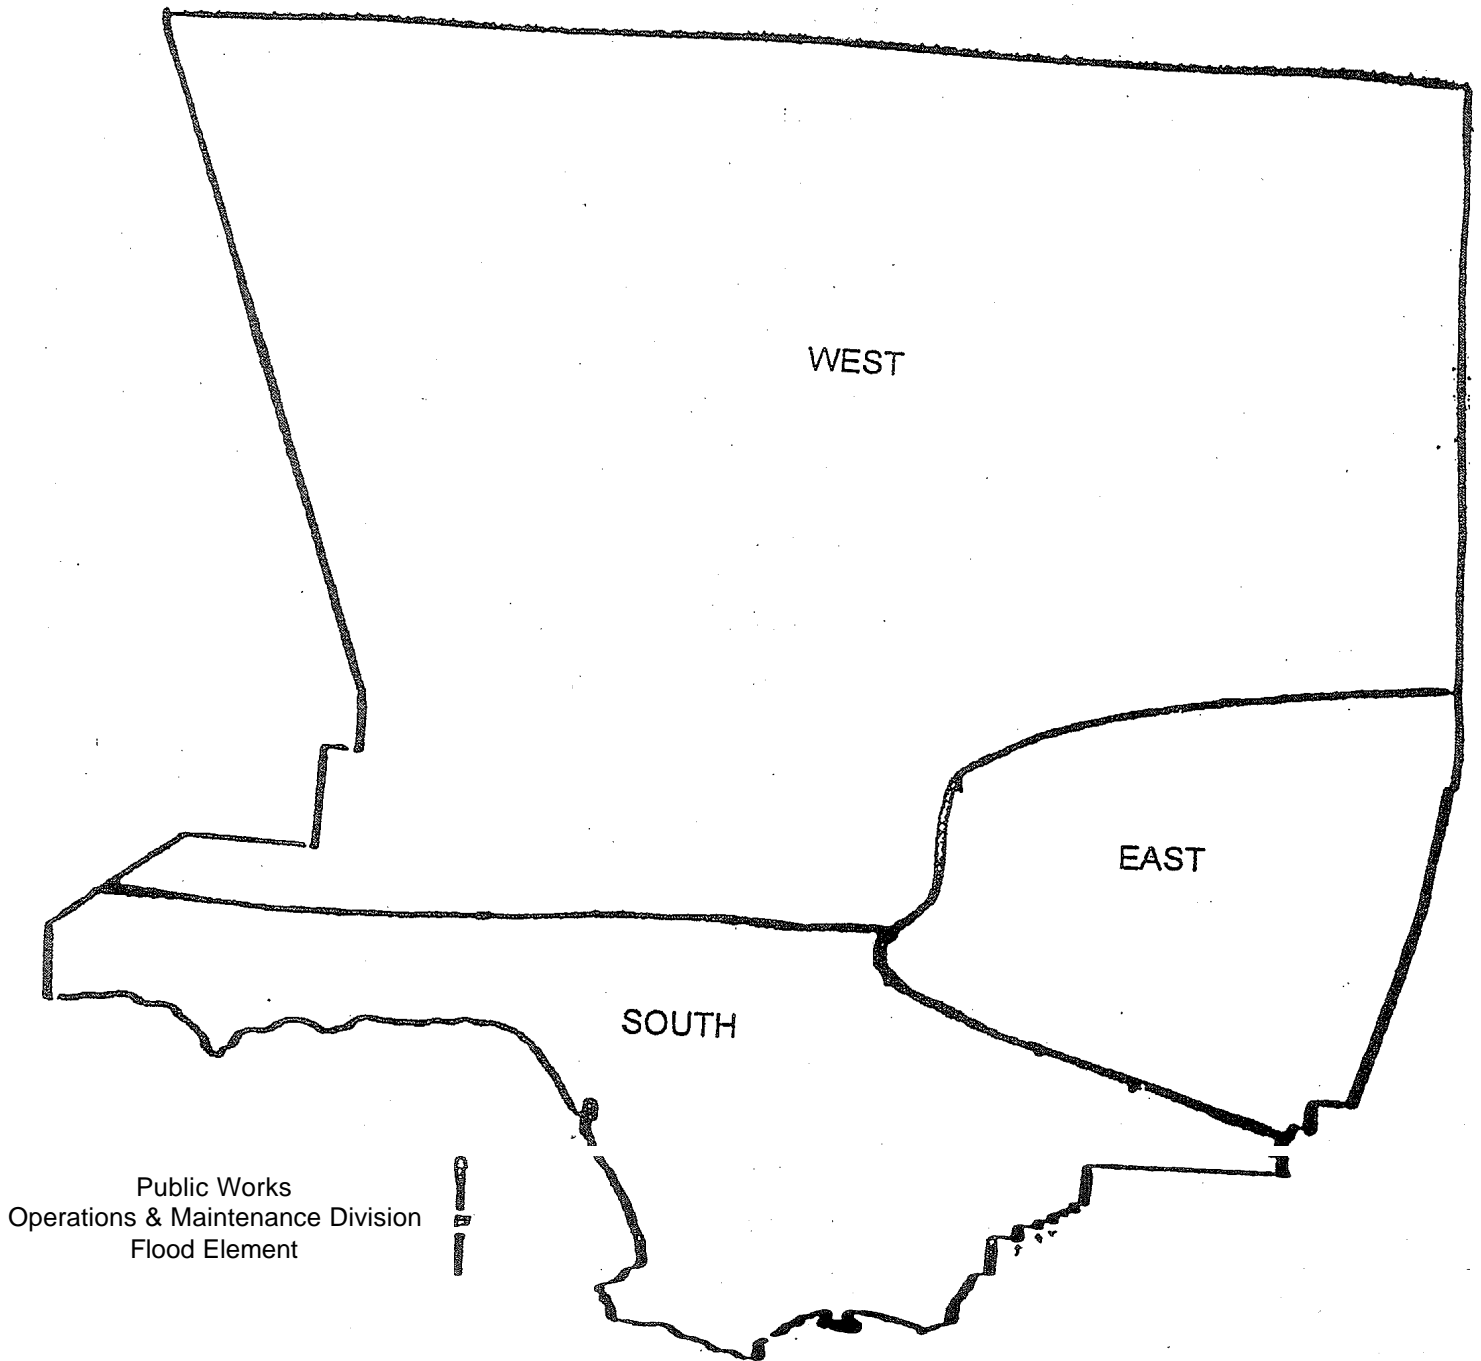 WEST
EAST
SOUTH
Public Works
Operations & Maintenance Division
Flood Element